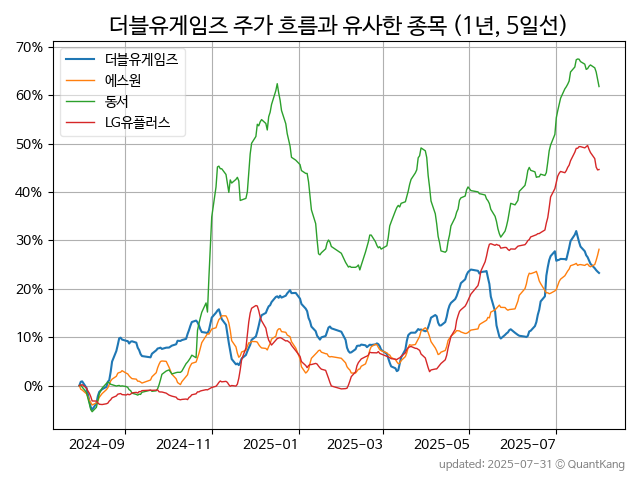 더블유게임즈 주가 흐름과 유사한 종목 (1년, 5일선)
70%
60%
50%
40%
30%
20%
10%
0%
더블유게임즈
에스원
동서
LG유플러스
2024-09 2024-11 2025-01 2025-03 2025-05 2025-07
updated: 2025-07-31 © QuantKang